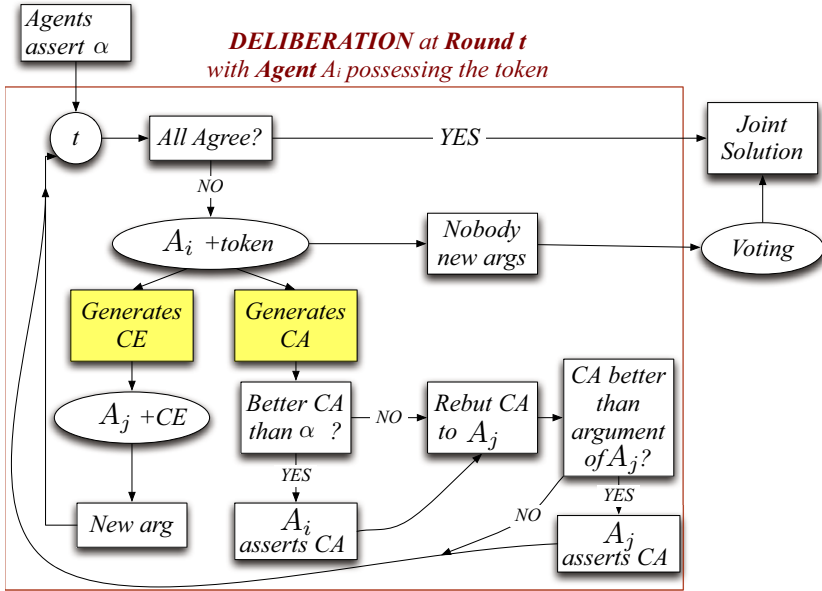 Agents
assert α
DELIBERATION at Round t
with Agent Ai possessing the token
t
All Agree?
YES
Joint
Solution
NO
Ai +token
Nobody
new args
Voting
Generates
CE
Generates
CA
Aj +CE
Better CA
than α ?
NO
Rebut CA
to Aj
CA better
than
argument
of Aj?
YES
YES
New arg
Ai
asserts CA
NO
Aj
asserts CA